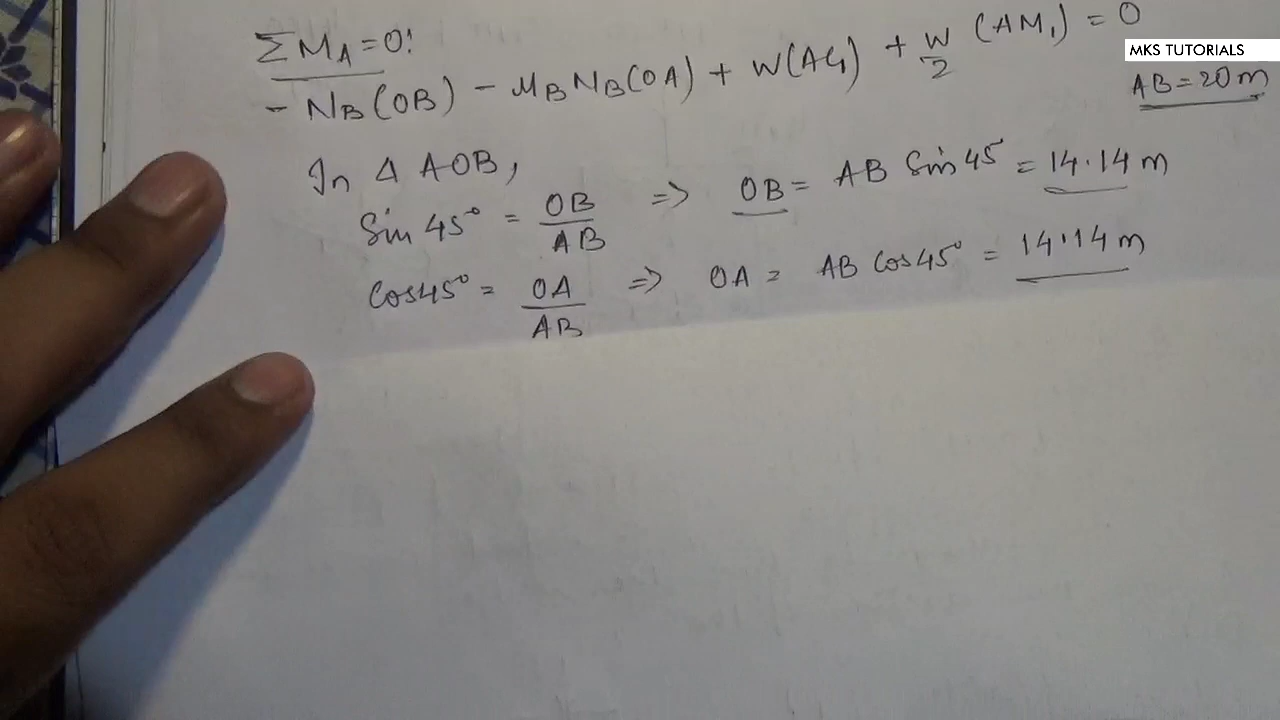 ΣM_A = 0!
- N_B (OB) - μ_B N_B (OA) + W(AG_1) + W/2 (AM_1) = 0
MKS TUTORIALS
AB = 20 m
In Δ AOB,
Sin 45° = OB/AB => OB = AB Sin 45° = 14.14 m
Cos 45° = OA/AB => OA = AB Cos 45° = 14.14 m